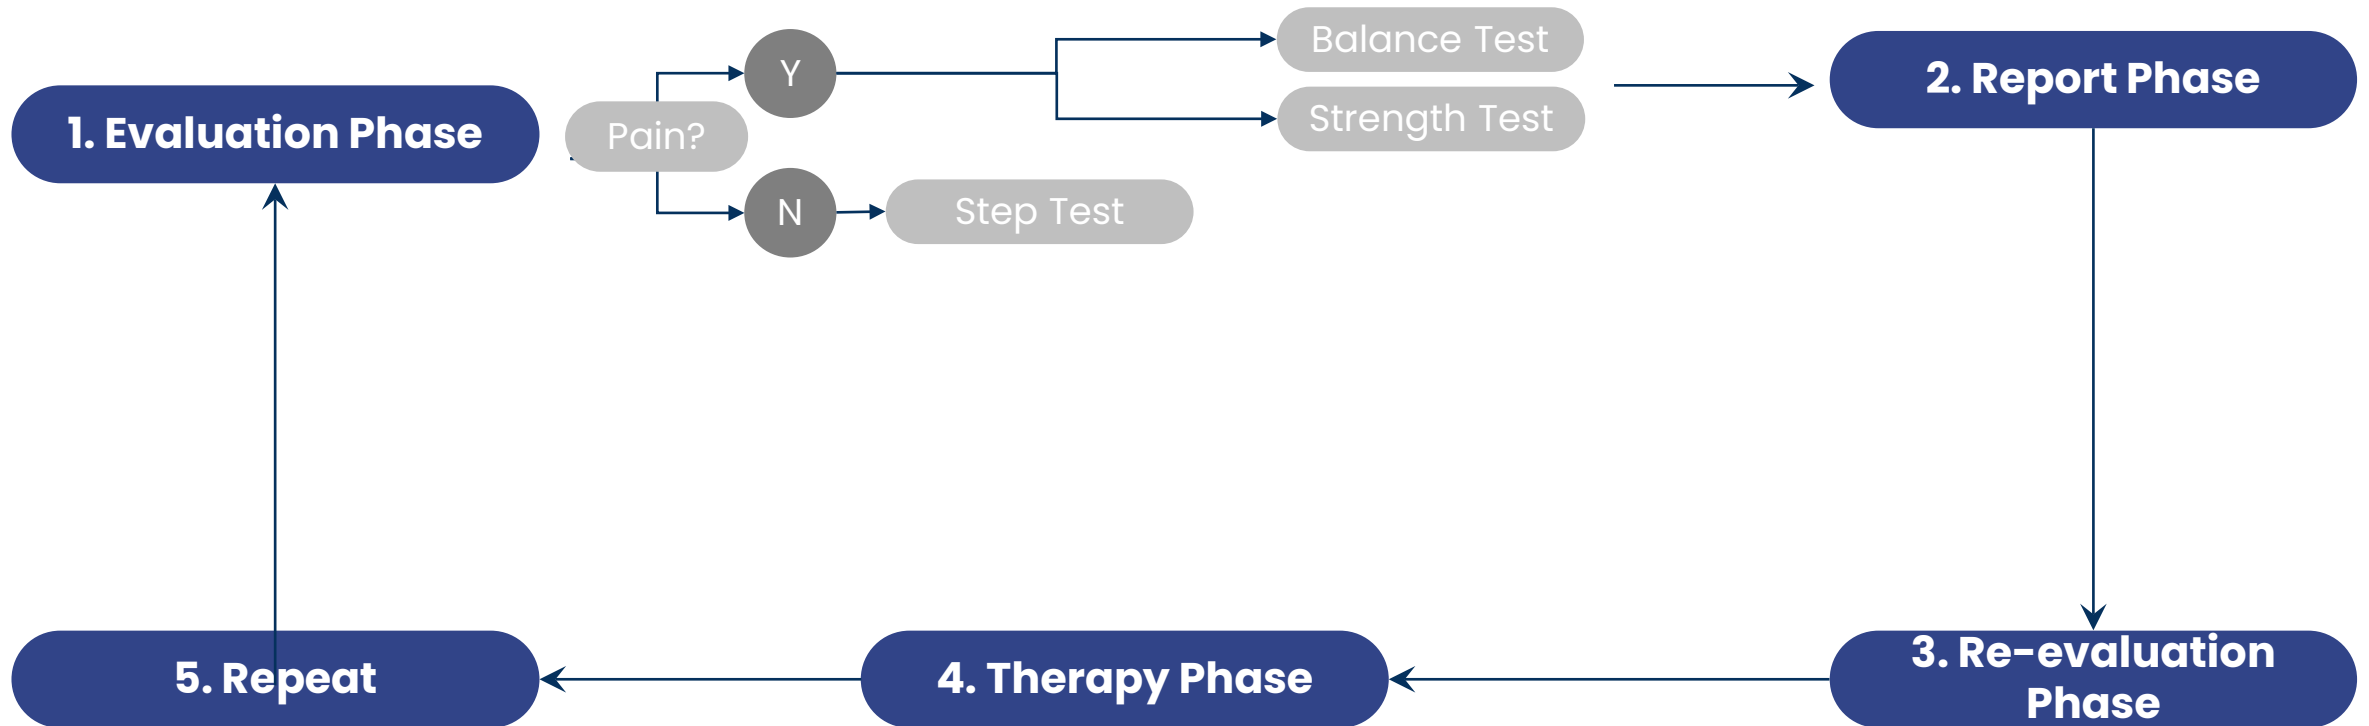 1. Evaluation Phase
Pain?
Y
N
Balance Test
Strength Test
Step Test
2. Report Phase
3. Re-evaluation
Phase
4. Therapy Phase
5. Repeat